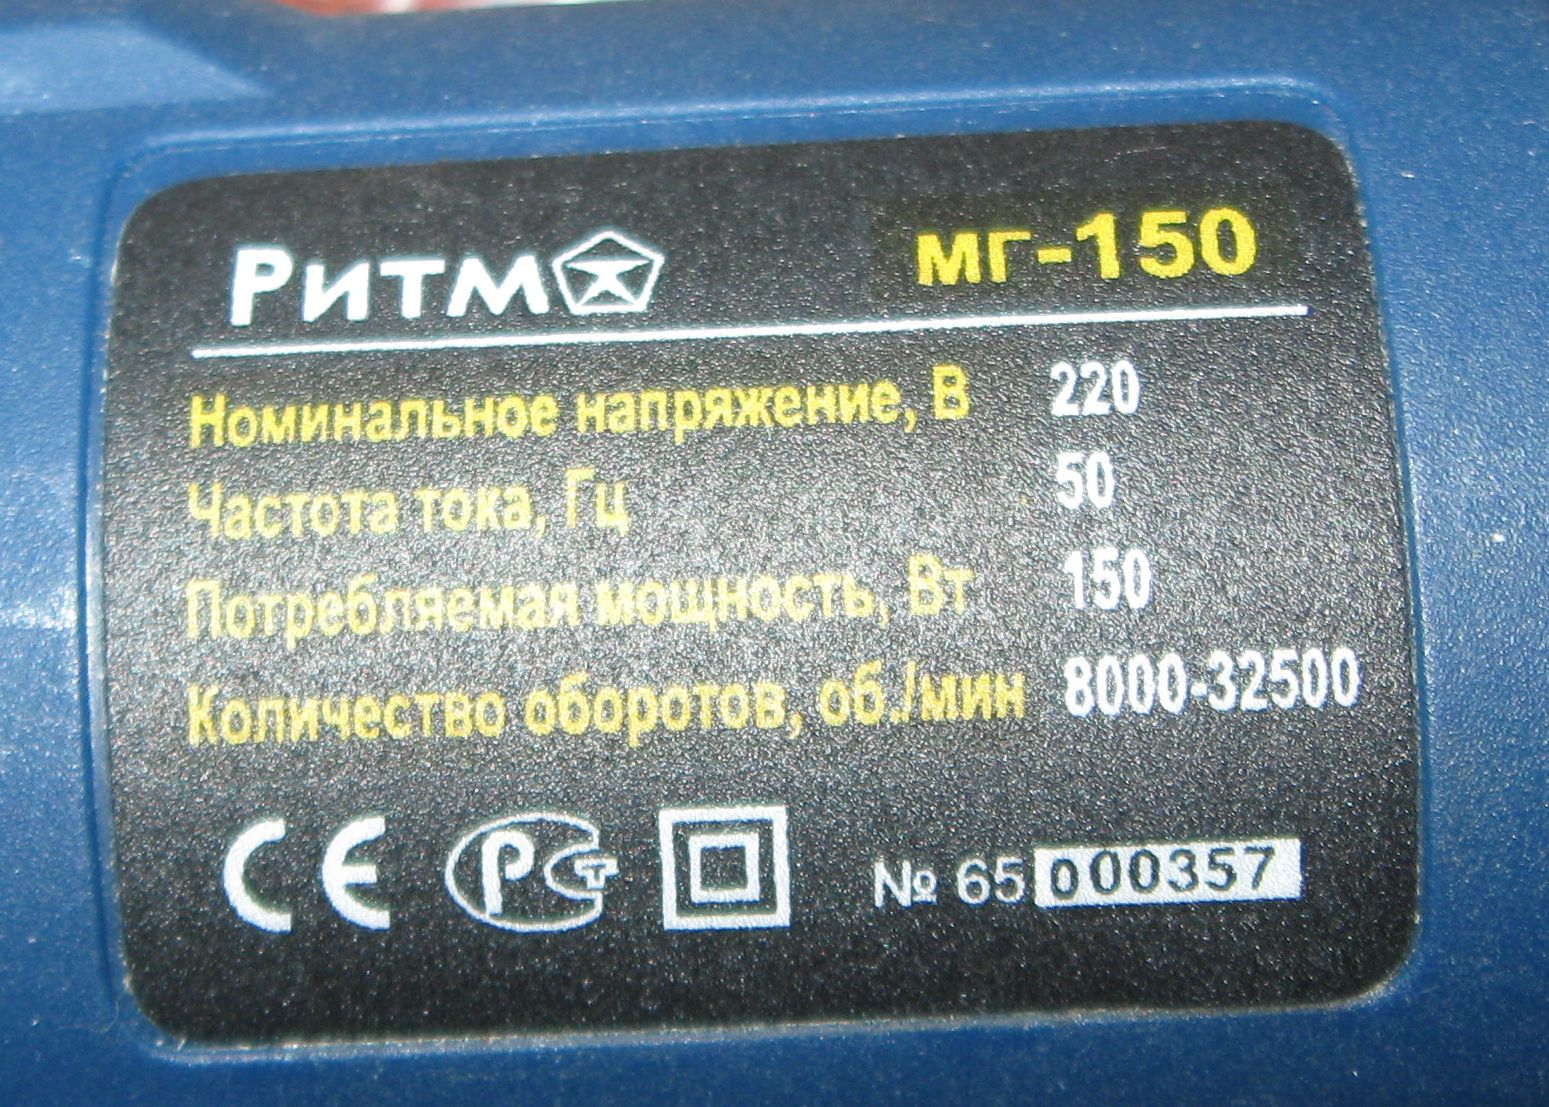 Ритм мг-150
Номинальное напряжение, В 220
Частота тока, Гц 50
Потребляемая мощность, Вт 150
Количество оборотов, об./мин 8000-32500
CE РСТ № 65 000357